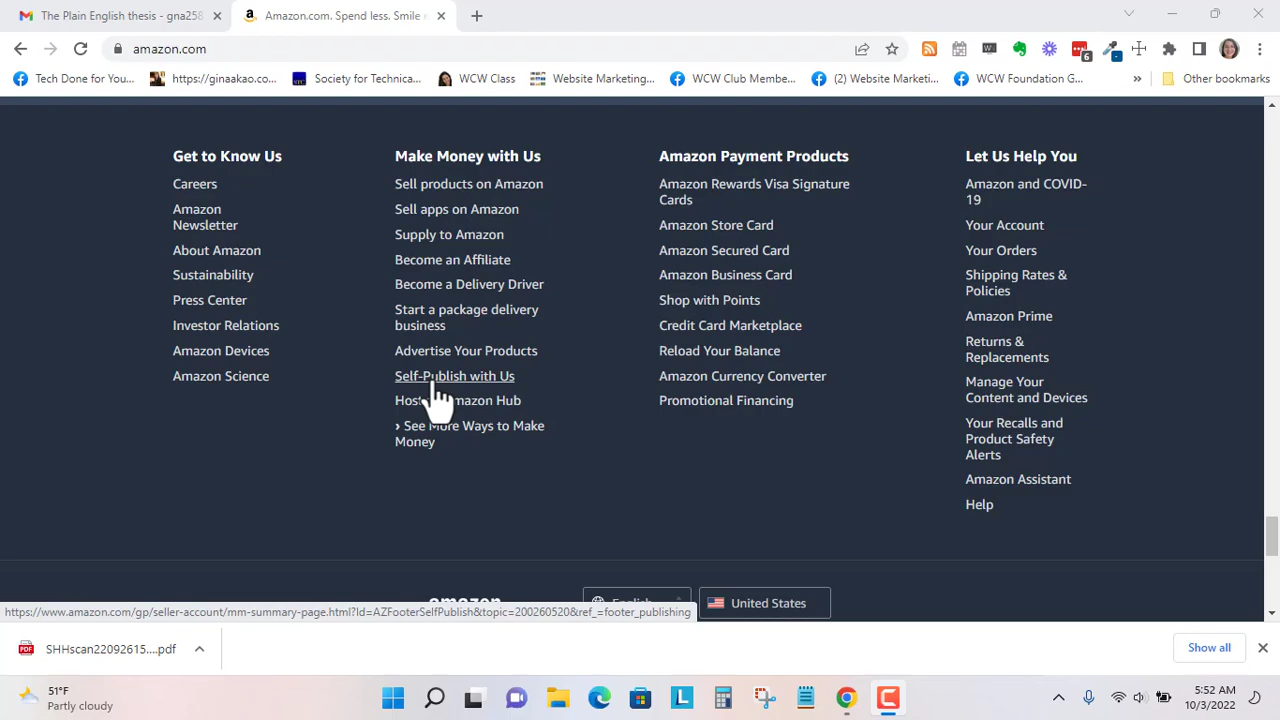 The Plain English thesis - gna258
Amazon.com. Spend less. Smile
amazon.com
6
Tech Done for You...
https://ginaakao.co...
Society for Technica...
WCW Class
Website Marketing...
WCW Club Membe...
(2) Website Marketi...
WCW Foundation G...
»
Other bookmarks
Get to Know Us
Careers
Amazon
Newsletter
About Amazon
Sustainability
Press Center
Investor Relations
Amazon Devices
Amazon Science
Make Money with Us
Sell products on Amazon
Sell apps on Amazon
Supply to Amazon
Become an Affiliate
Become a Delivery Driver
Start a package delivery
business
Advertise Your Products
Self-Publish with Us
Host Amazon Hub
› See More Ways to Make
Money
Amazon Payment Products
Amazon Rewards Visa Signature
Cards
Amazon Store Card
Amazon Secured Card
Amazon Business Card
Shop with Points
Credit Card Marketplace
Reload Your Balance
Amazon Currency Converter
Promotional Financing
Let Us Help You
Amazon and COVID-
19
Your Account
Your Orders
Shipping Rates &
Policies
Amazon Prime
Returns &
Replacements
Manage Your
Content and Devices
Your Recalls and
Product Safety
Alerts
Amazon Assistant
Help
amazon
English
United States
https://www.amazon.com/gp/seller-account/mm-summary-page.html?ld=AZFooterSelfPublish&topic=200260520&ref_=footer_publishing
SHHscan22092615....pdf
Show all
51°F
Partly cloudy
5:52 AM
10/3/2022